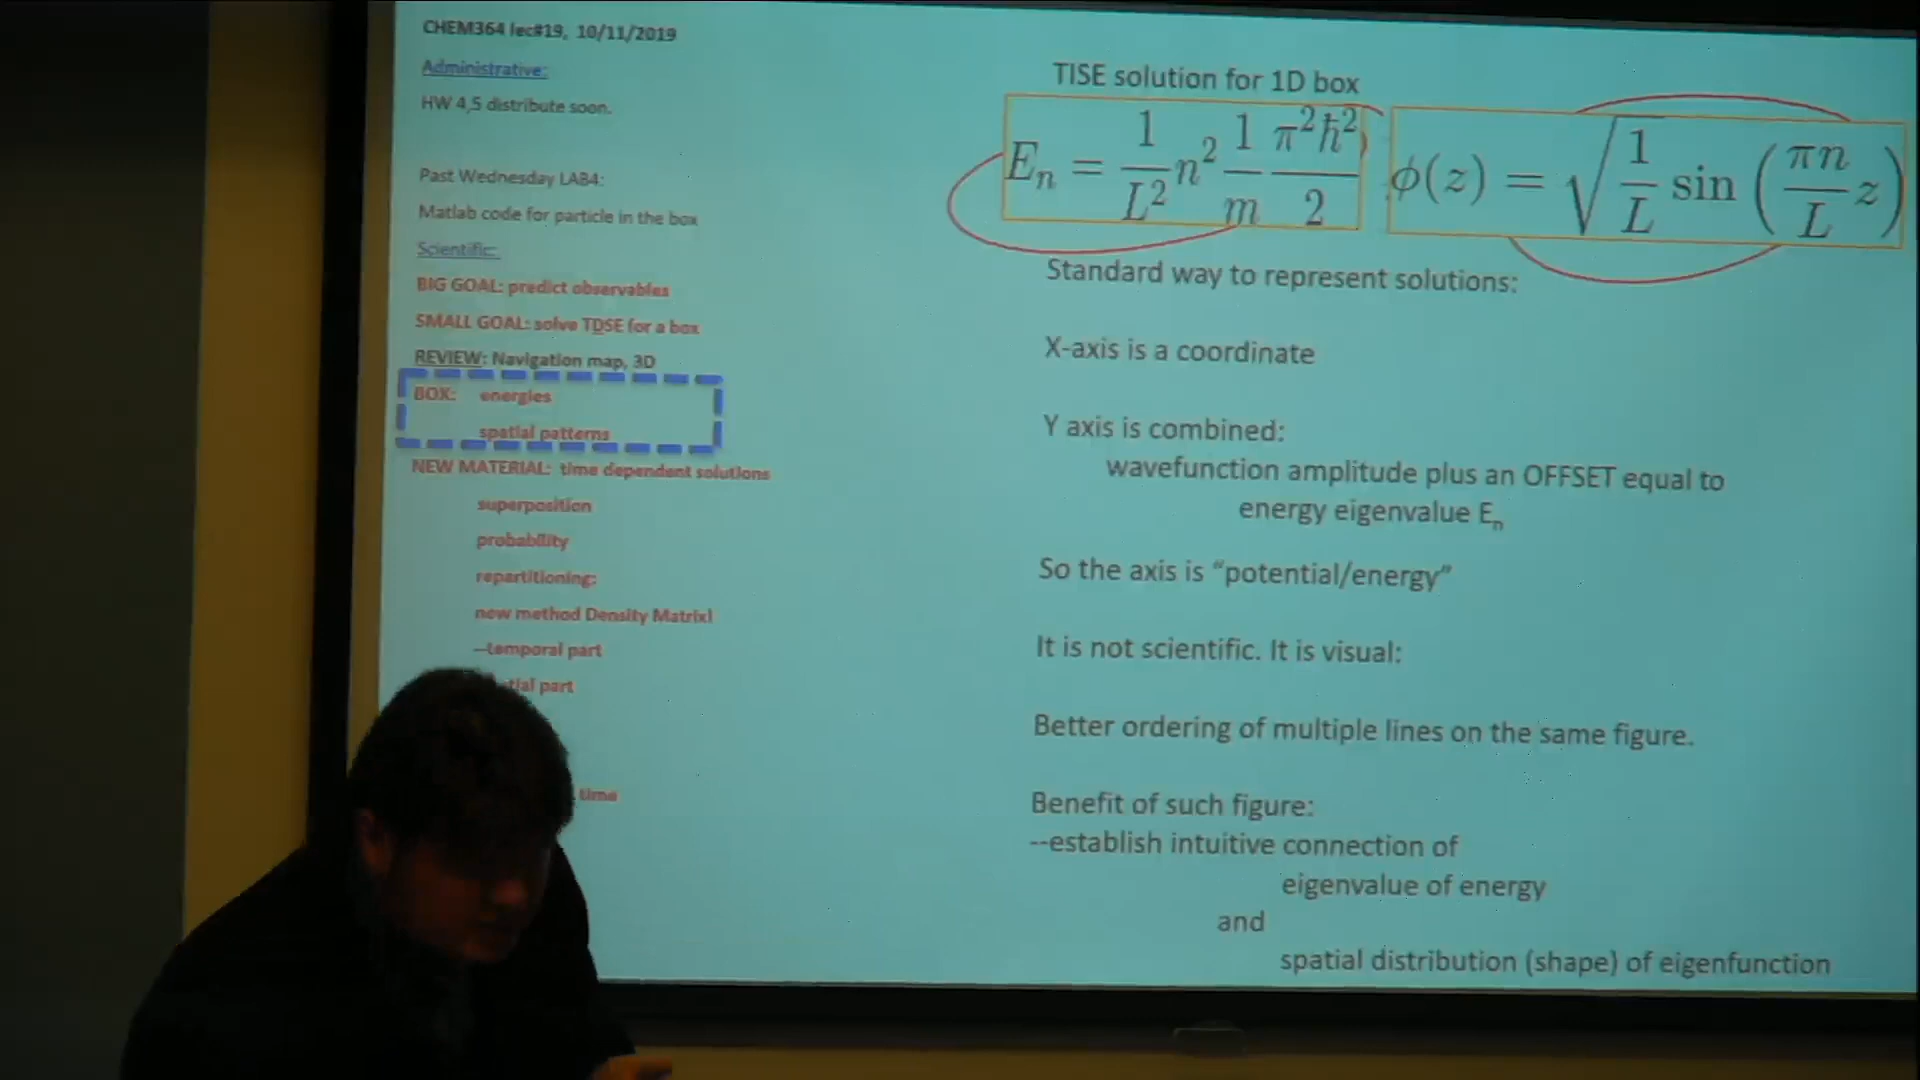 CHEM364 lec#19, 10/11/2019
Administrative:
HW 4,5 distribute soon.
Past Wednesday LAB4:
Matlab code for particle in the box
Scientific:
BIG GOAL: predict observables
SMALL GOAL: solve TDSE for a box
REVIEW: Navigation map, 3D
BOX: energies
spatial patterns
NEW MATERIAL: time dependent solutions
superposition
probability
repartitioning:
new method Density Matrix!
--temporal part
tial part
time
TISE solution for 1D box
E_n = \frac{1}{L^2} n^2 \frac{1}{m} \frac{\pi^2 \hbar^2}{2}
\phi(z) = \sqrt{\frac{1}{L}} \sin\left(\frac{\pi n}{L} z\right)
Standard way to represent solutions:
X-axis is a coordinate
Y axis is combined:
wavefunction amplitude plus an OFFSET equal to
energy eigenvalue Eₙ
So the axis is “potential/energy”
It is not scientific. It is visual:
Better ordering of multiple lines on the same figure.
Benefit of such figure:
--establish intuitive connection of
eigenvalue of energy
and
spatial distribution (shape) of eigenfunction